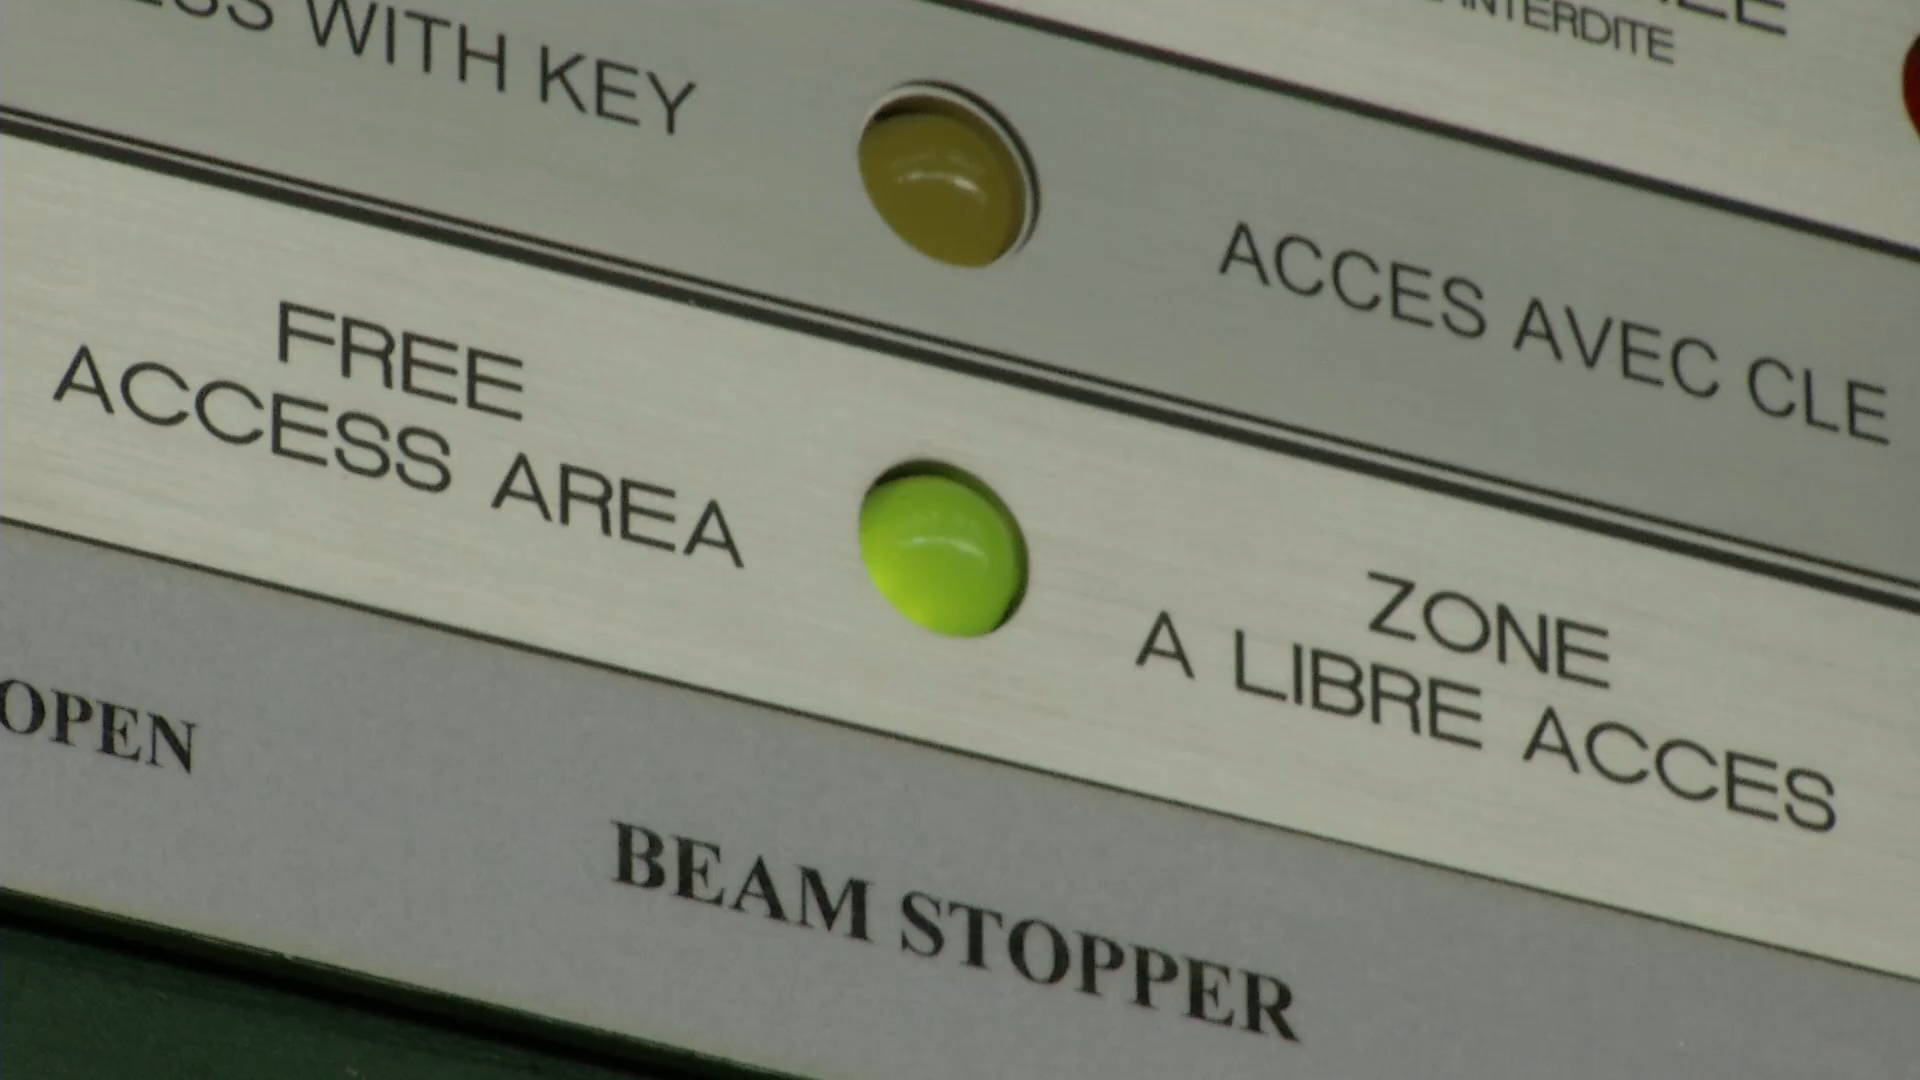 INTERDITE
WITH KEY
ACCES AVEC CLE
FREE
ACCESS AREA
ZONE
A LIBRE ACCES
OPEN
BEAM STOPPER